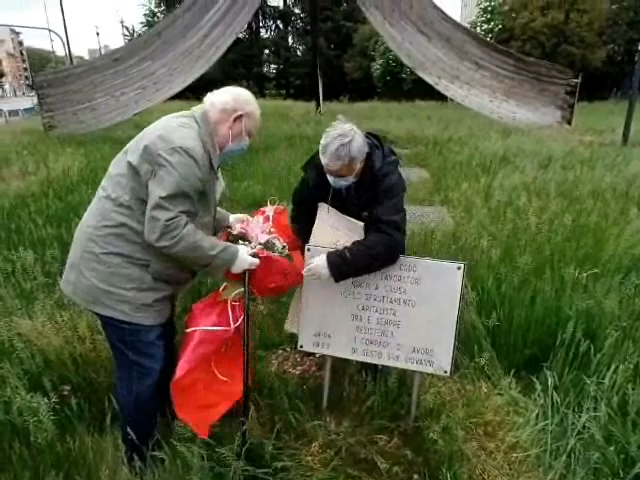 LAVORATORI
MORTI A CAUSA
DELLO SFRUTTAMENTO
CAPITALISTA
ORA E SEMPRE
RESISTENZA
I COMPAGNI DI LAVORO
DI SESTO SAN GIOVANNI